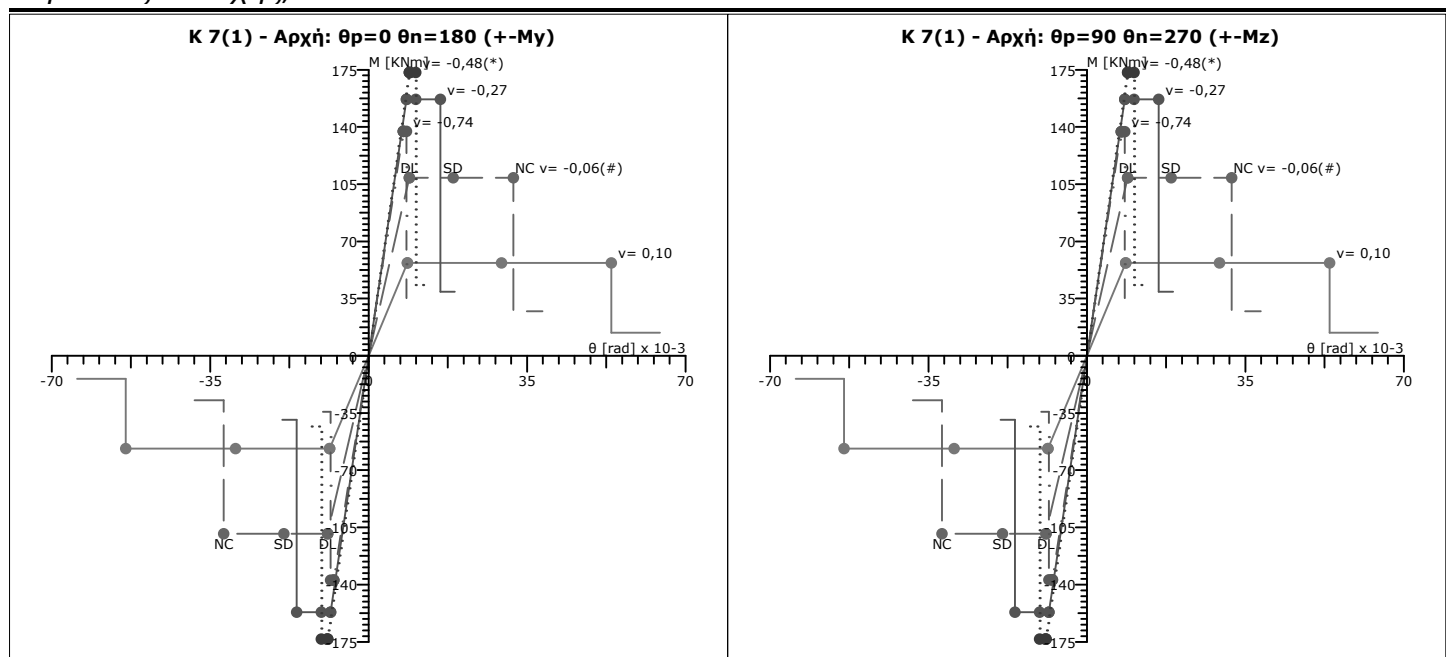 K 7(1) - Αρχή: θp=0 θn=180 (+-My)
M [KNm]
v= -0,48(*)
175
v= -0,27
140
v= -0,74
DL SD NC v= -0,06(#)
105
70
v= 0,10
35
0
θ [rad] x 10-3
-70 -35 0 35 70
-35
-70
-105
NC SD DL
-140
-175
K 7(1) - Αρχή: θp=90 θn=270 (+-Mz)
M [KNm]
v= -0,48(*)
175
v= -0,27
140
v= -0,74
DL SD NC v= -0,06(#)
105
70
v= 0,10
35
0
θ [rad] x 10-3
-70 -35 0 35 70
-35
-70
-105
NC SD DL
-140
-175